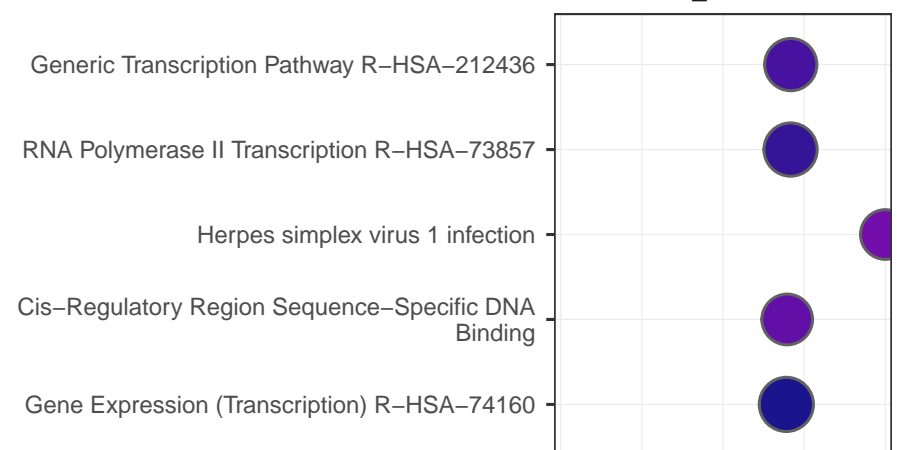 Generic Transcription Pathway R−HSA−212436
RNA Polymerase II Transcription R−HSA−73857
Herpes simplex virus 1 infection
Cis−Regulatory Region Sequence−Specific DNA
Binding
Gene Expression (Transcription) R−HSA−74160